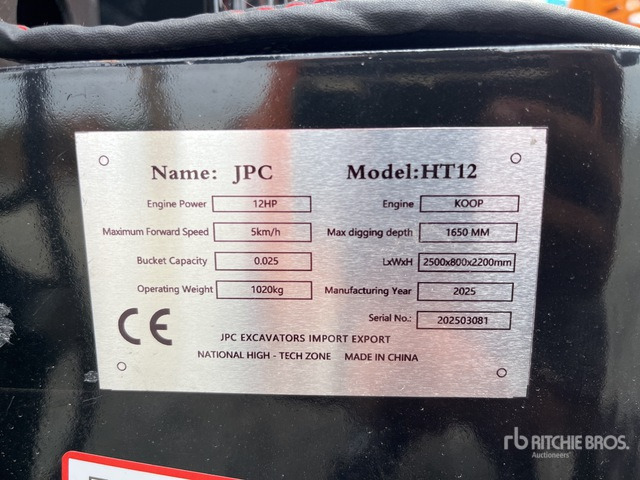 Name: JPC Model:HT12
Engine Power 12HP Engine KOOP
Maximum Forward Speed 5km/h Max digging depth 1650 MM
Bucket Capacity 0.025 LxWxH 2500x800x2200mm
Operating Weight 1020kg Manufacturing Year 2025
Serial No.: 202503081
CE
JPC EXCAVATORS IMPORT EXPORT
NATIONAL HIGH - TECH ZONE MADE IN CHINA
rb RITCHIE BROS.
Auctioneers